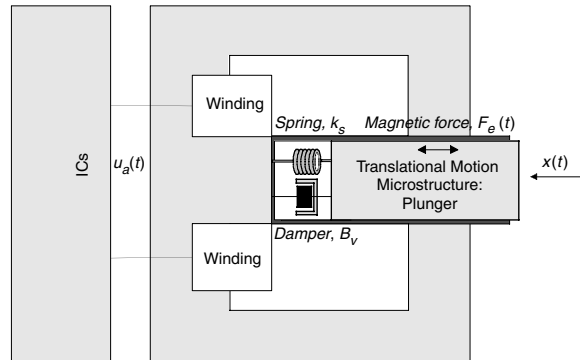 ICs
u_a(t)
Winding
Spring, k_s
Magnetic force, F_e(t)
Translational Motion
Microstructure:
Plunger
x(t)
Damper, B_v
Winding